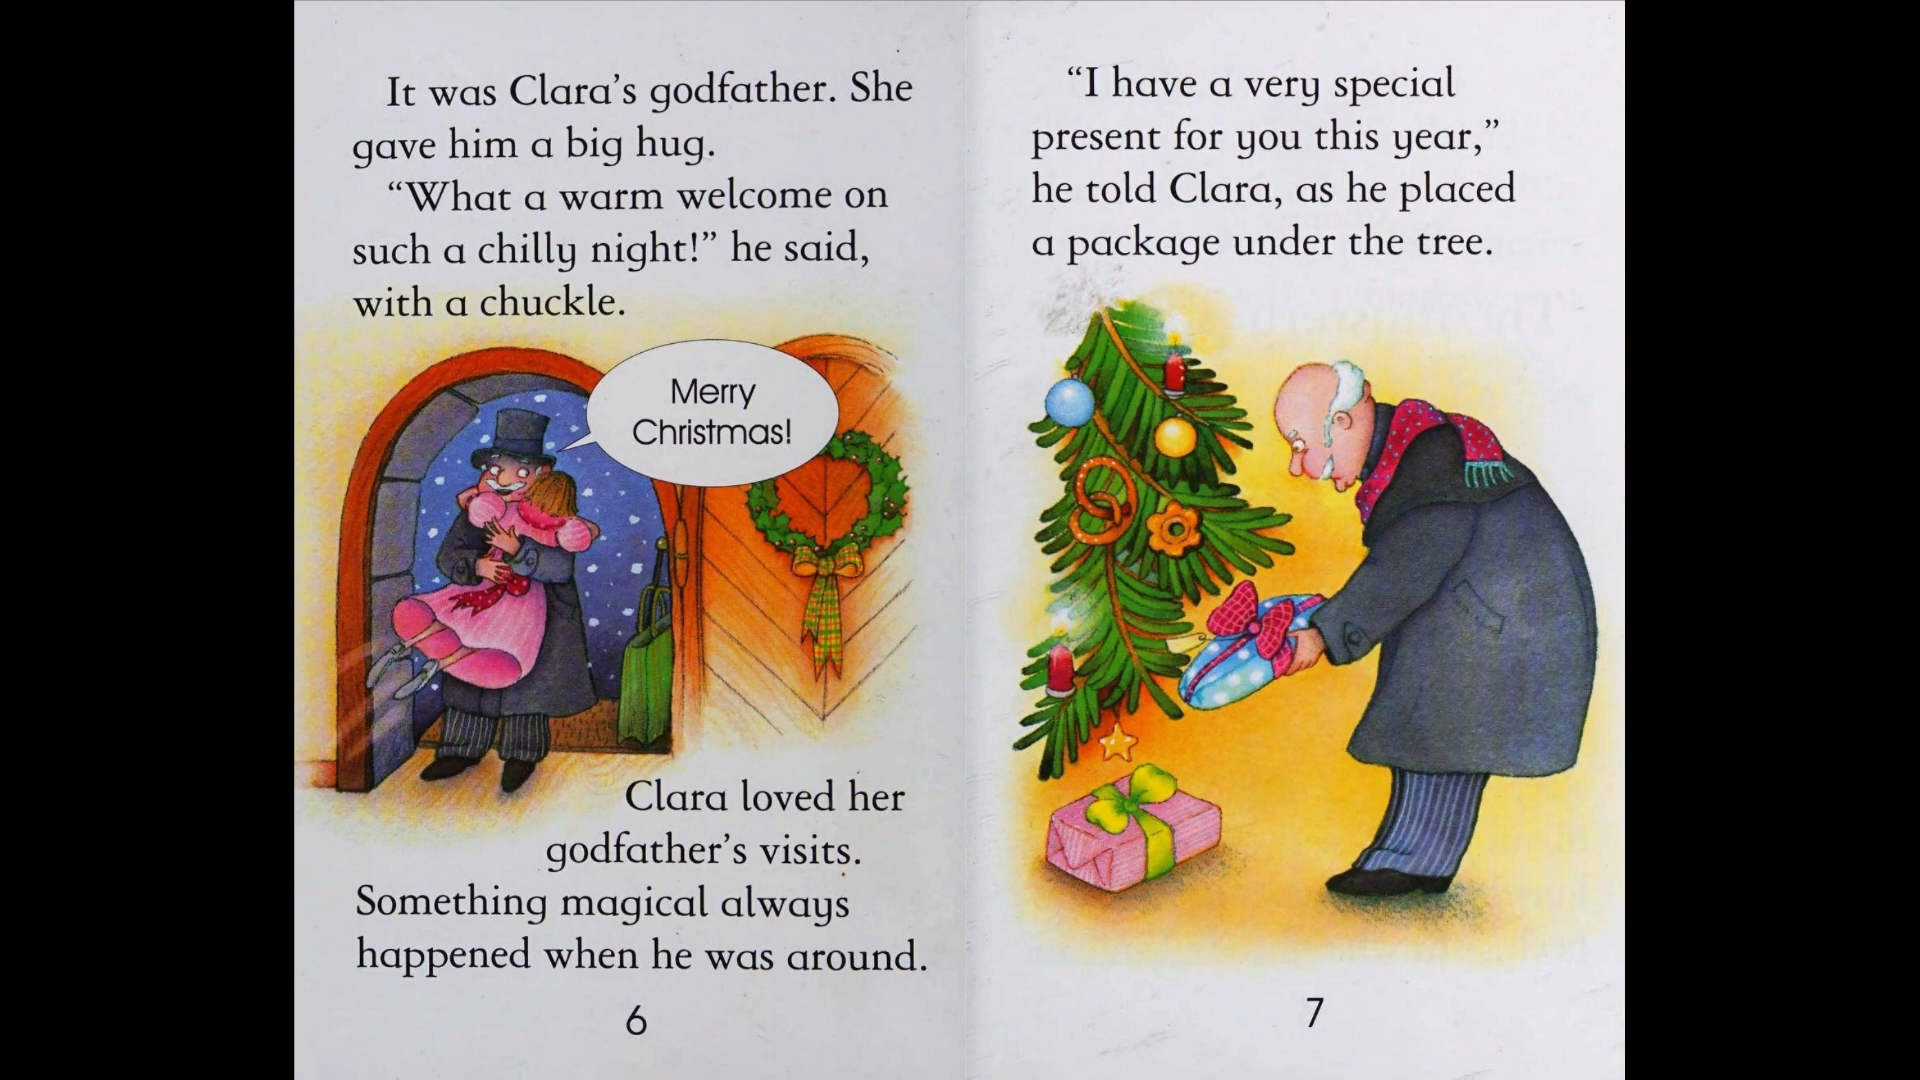 It was Clara's godfather. She
gave him a big hug.
“What a warm welcome on
such a chilly night!” he said,
with a chuckle.
Merry
Christmas!
Clara loved her
godfather's visits.
Something magical always
happened when he was around.
6
“I have a very special
present for you this year,”
he told Clara, as he placed
a package under the tree.
7